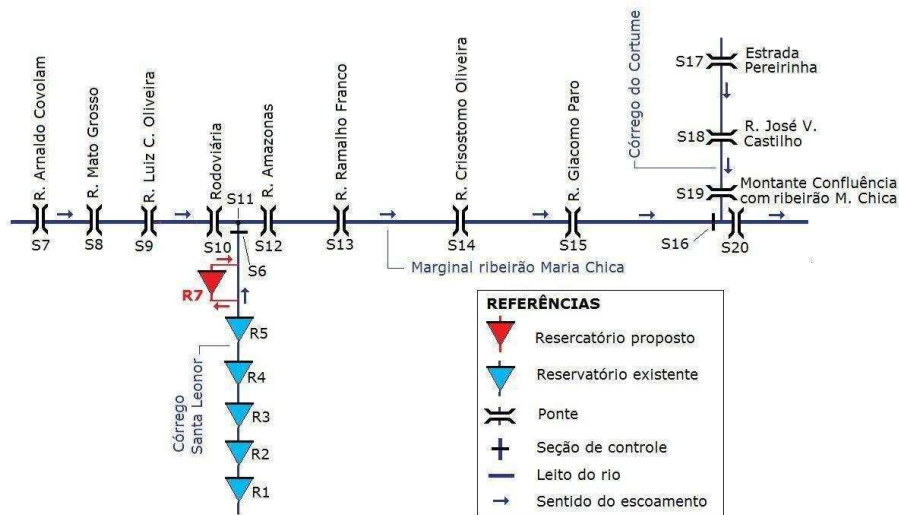 R. Arnaldo Covolam
R. Mato Grosso
R. Luiz C. Oliveira
Rodoviária
S11
R. Amazonas
R. Ramalho Franco
R. Crisostomo Oliveira
R. Giacomo Paro
Córrego do Cortume
S17
Estrada
Pereirinha
S18
R. José V.
Castilho
S19
Montante Confluência
com ribeirão M. Chica
S7
S8
S9
S10
S12
S13
S14
S15
S16
S20
S6
Marginal ribeirão Maria Chica
R7
R5
R4
R3
R2
R1
Córrego
Santa Leonor
REFERÊNCIAS
Resercatório proposto
Reservatório existente
Ponte
Seção de controle
Leito do rio
Sentido do escoamento